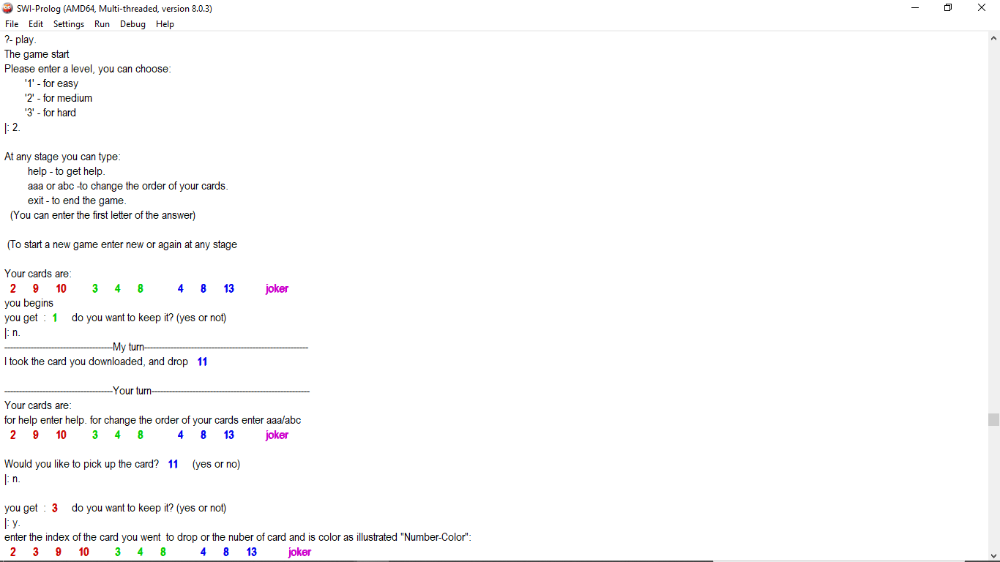 SWI-Prolog (AMD64, Multi-threaded, version 8.0.3)
File Edit Settings Run Debug Help
?- play.
The game start
Please enter a level, you can choose:
'1' - for easy
'2' - for medium
'3' - for hard
|: 2.
At any stage you can type:
help - to get help.
aaa or abc -to change the order of your cards.
exit - to end the game.
(You can enter the first letter of the answer)
(To start a new game enter new or again at any stage
Your cards are:
2 9 10 3 4 8 4 8 13 joker
you begins
you get : 1 do you want to keep it? (yes or not)
|: n.
-------------------------------------My turn--------------------------------------------------------
I took the card you downloaded, and drop 11
-------------------------------------Your turn------------------------------------------------------
Your cards are:
for help enter help. for change the order of your cards enter aaa/abc
2 9 10 3 4 8 4 8 13 joker
Would you like to pick up the card? 11 (yes or no)
|: n.
you get : 3 do you want to keep it? (yes or not)
|: y.
enter the index of the card you went to drop or the nuber of card and is color as illustrated "Number-Color":
2 3 9 10 3 4 8 4 8 13 joker